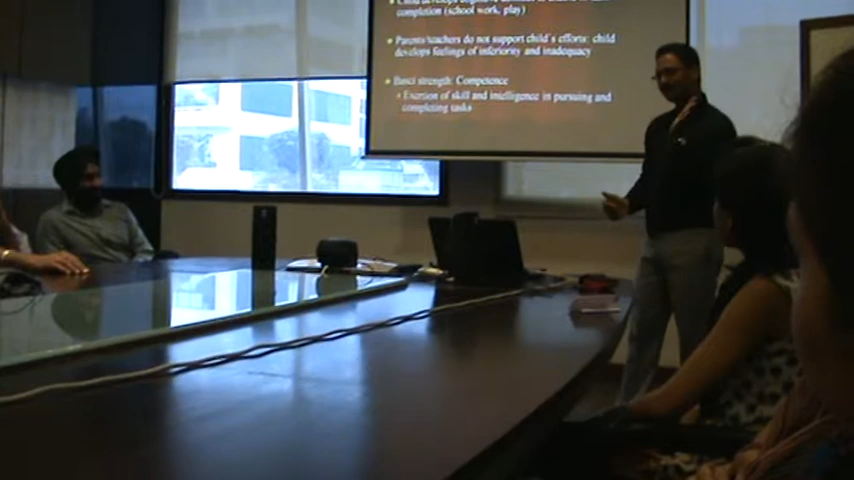 completion (school work, play)
Parents/teachers do not support child's efforts: child
develops feelings of inferiority and inadequacy
Basal strength: Competence
Exertion of skill and intelligence in pursuing and
completing tasks